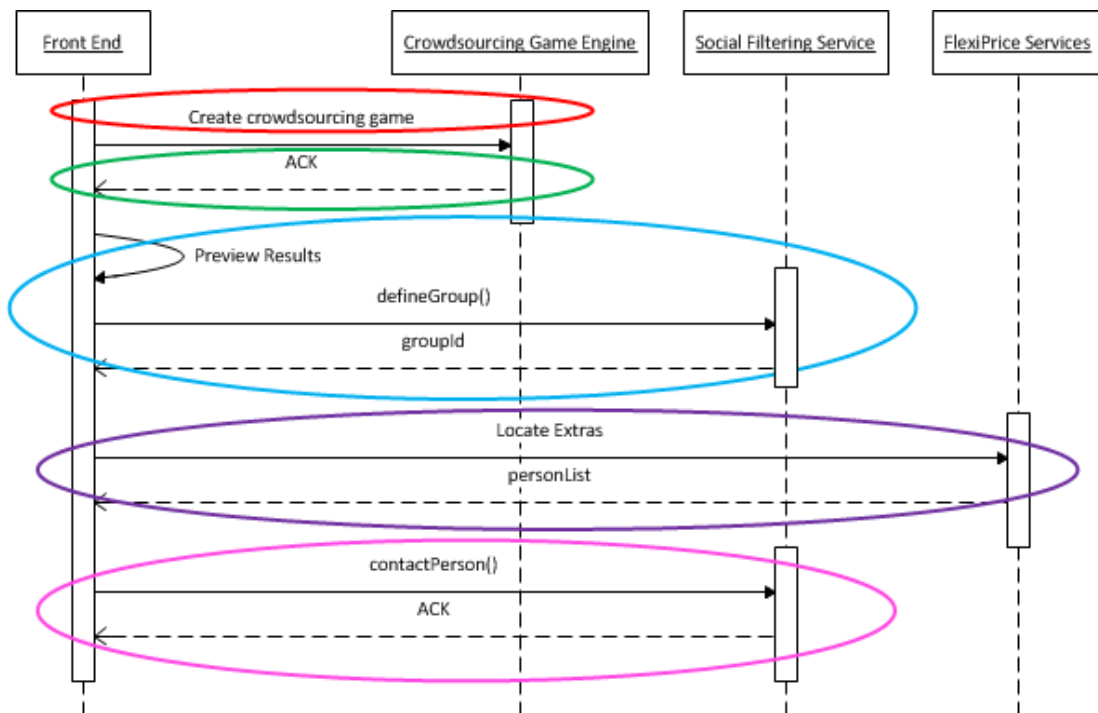 Front End
Crowdsourcing Game Engine
Social Filtering Service
FlexiPrice Services
Create crowdsourcing game
ACK
Preview Results
defineGroup()
groupId
Locate Extras
personList
contactPerson()
ACK